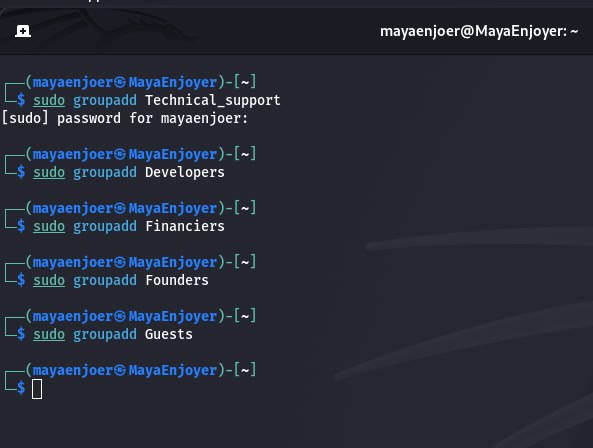 mayaenjoer@MayaEnjoyer: ~
┌──(mayaenjoer㉿MayaEnjoyer)-[~]
└─$ sudo groupadd Technical_support
[sudo] password for mayaenjoer:
┌──(mayaenjoer㉿MayaEnjoyer)-[~]
└─$ sudo groupadd Developers
┌──(mayaenjoer㉿MayaEnjoyer)-[~]
└─$ sudo groupadd Financiers
┌──(mayaenjoer㉿MayaEnjoyer)-[~]
└─$ sudo groupadd Founders
┌──(mayaenjoer㉿MayaEnjoyer)-[~]
└─$ sudo groupadd Guests
┌──(mayaenjoer㉿MayaEnjoyer)-[~]
└─$